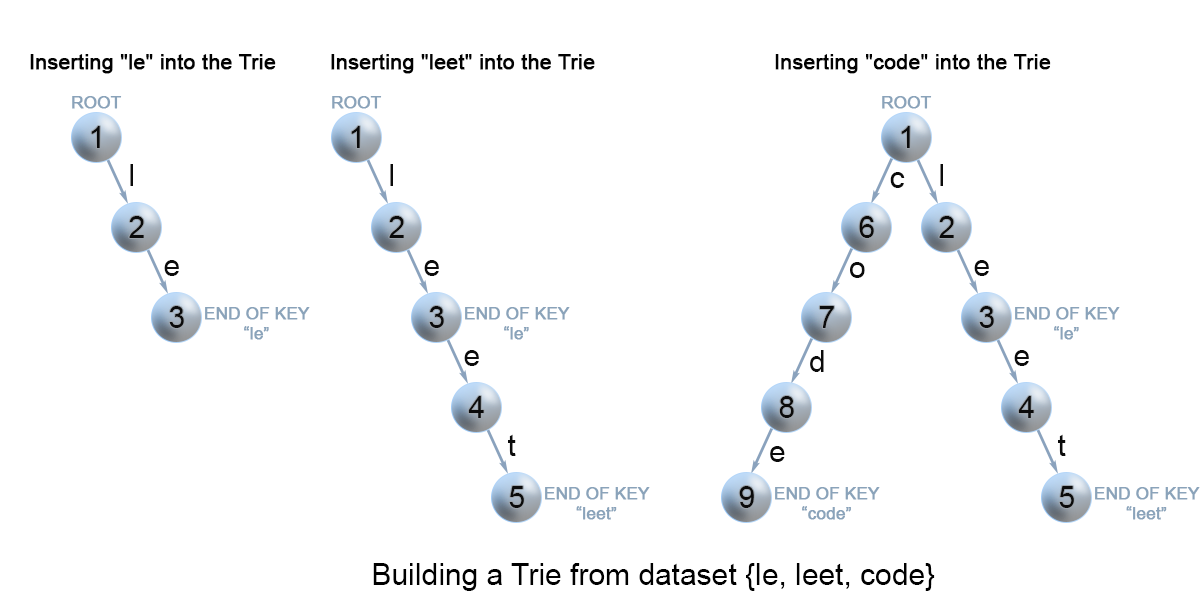 Inserting "le" into the Trie
ROOT
1
l
2
e
3
END OF KEY
“le”
Inserting "leet" into the Trie
ROOT
1
l
2
e
3
END OF KEY
“le”
e
4
t
5
END OF KEY
“leet”
Inserting "code" into the Trie
ROOT
1
c
l
6
2
o
e
7
3
END OF KEY
“le”
d
e
8
4
e
t
9
END OF KEY
“code”
5
END OF KEY
“leet”
Building a Trie from dataset {le, leet, code}